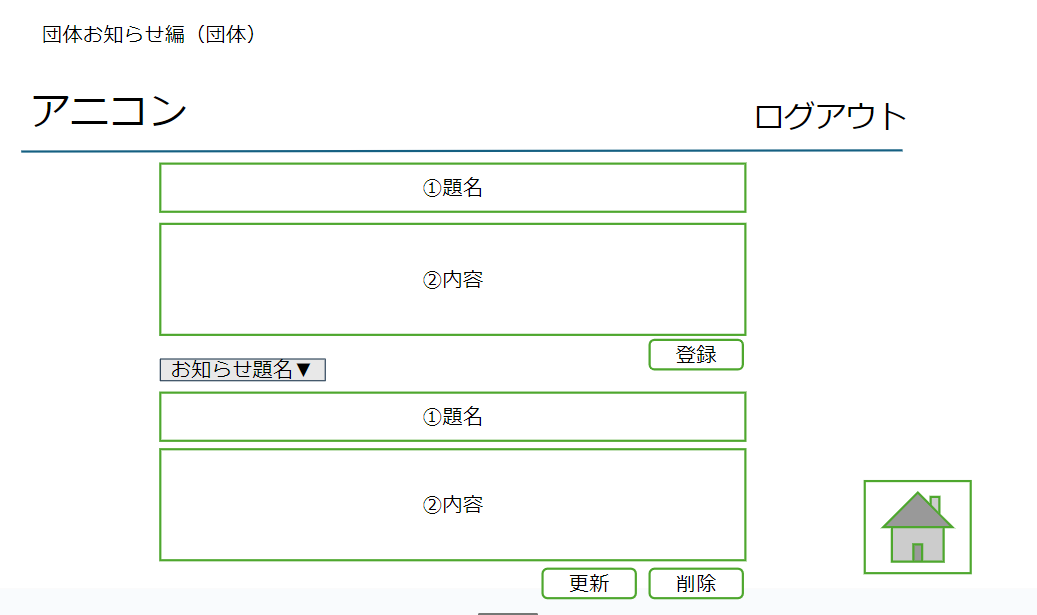 団体お知らせ編（団体）
アニコン
ログアウト
①題名
②内容
登録
お知らせ題名▼
①題名
②内容
更新
削除